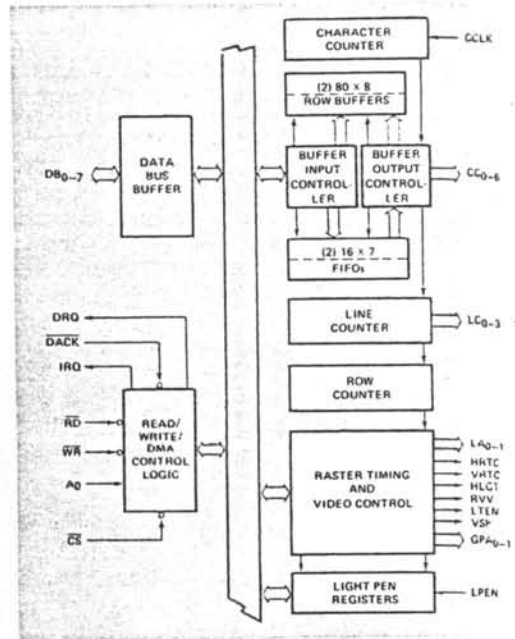 CHARACTER
COUNTER
CCLK
(2) 80 × 8
ROW BUFFERS
DB0–7
DATA
BUS
BUFFER
BUFFER
INPUT
CONTROL-
LER
BUFFER
OUTPUT
CONTROL-
LER
CC0–6
(2) 16 × 7
FIFOs
DRQ
DACK
IRQ
LINE
COUNTER
LC0–3
ROW
COUNTER
RD
WR
A0
CS
READ/
WRITE/
DMA
CONTROL
LOGIC
RASTER TIMING
AND
VIDEO CONTROL
LA0–1
HRTC
VRTC
HLGT
RVV
LTEN
VSP
GPA0–1
LIGHT PEN
REGISTERS
LPEN